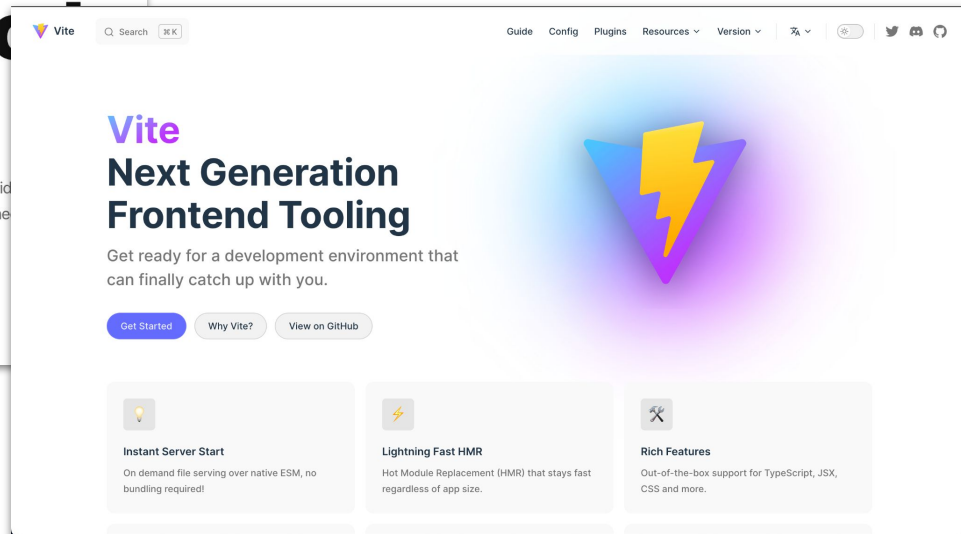 Vite
Search ⌘ K
Guide Config Plugins Resources Version
Vite
Next Generation
Frontend Tooling
Get ready for a development environment that
can finally catch up with you.
Get Started Why Vite? View on GitHub
Instant Server Start
On demand file serving over native ESM, no
bundling required!
Lightning Fast HMR
Hot Module Replacement (HMR) that stays fast
regardless of app size.
Rich Features
Out-of-the-box support for TypeScript, JSX,
CSS and more.